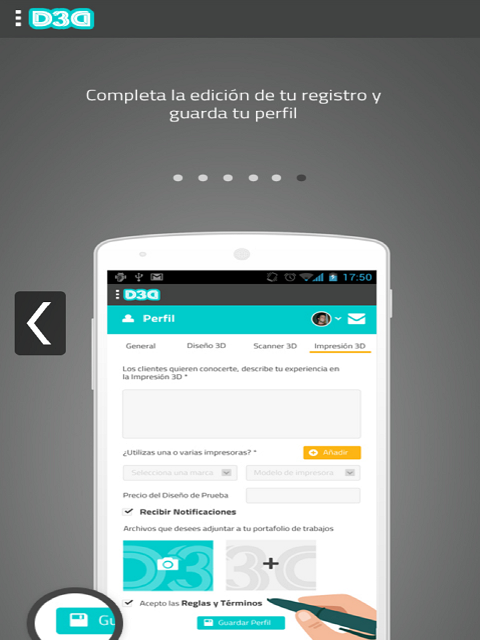 D3D
Completa la edición de tu registro y
guarda tu perfil
17:50
D3D
Perfil
General Diseño 3D Scanner 3D Impresión 3D
Los clientes quieren conocerte, describe tu experiencia en
la Impresión 3D *
¿Utilizas una o varias impresoras? * Añadir
Selecciona una marca Modelo de impresora
Precio del Diseño de Prueba
Recibir Notificaciones
Archivos que desees adjuntar a tu portafolio de trabajos
D3D D3D
Acepto las Reglas y Términos
Gu
Guardar Perfil